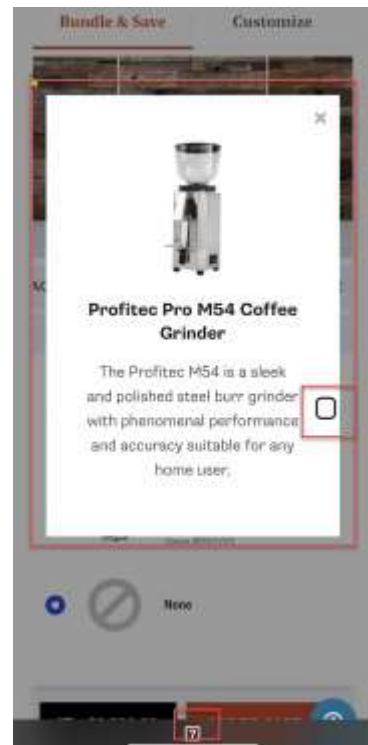 Bundle & Save
Customize
×
Profitec Pro M54 Coffee
Grinder
The Profitec M54 is a sleek
and polished steel burr grinder
with phenomenal performance
and accuracy suitable for any
home user.
None